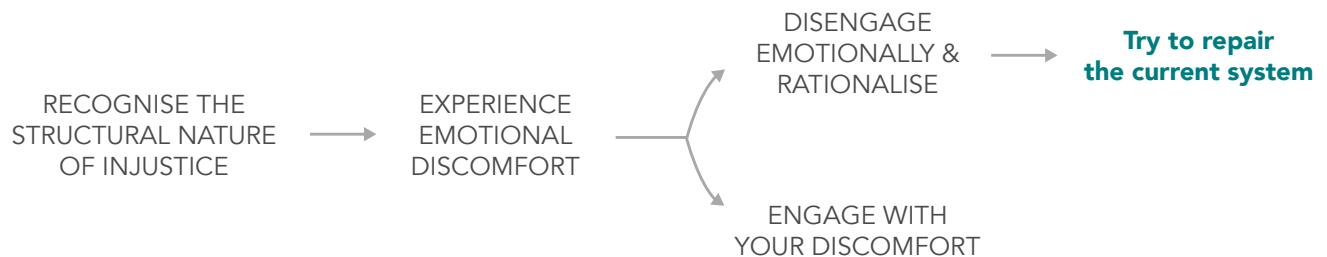 RECOGNISE THE
STRUCTURAL NATURE
OF INJUSTICE
EXPERIENCE
EMOTIONAL
DISCOMFORT
DISENGAGE
EMOTIONALLY &
RATIONALISE
Try to repair
the current system
ENGAGE WITH
YOUR DISCOMFORT